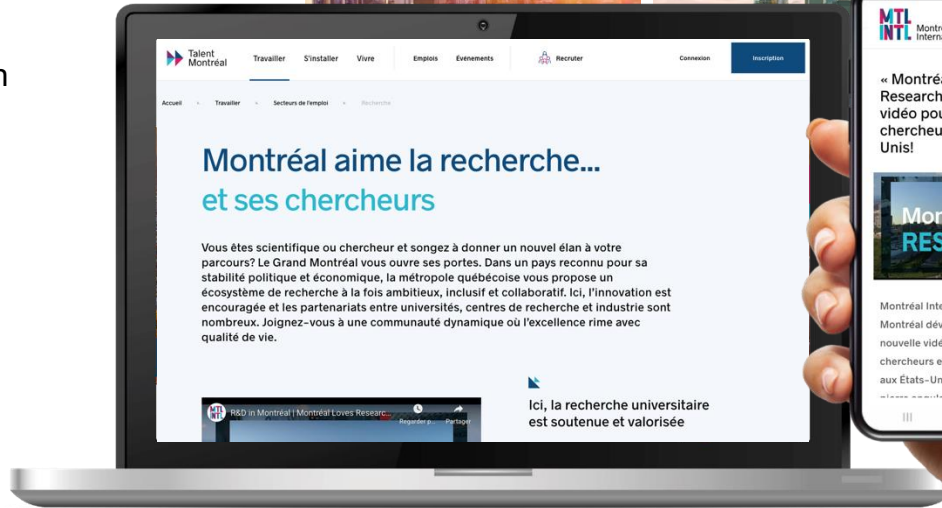 Talent
Montréal
Travailler S'installer Vivre Emplois Evenements Recruter Connexion Inscription
Accueil Travailler Secteurs de l'emploi Recherche
Montréal aime la recherche...
et ses chercheurs
Vous êtes scientifique ou chercheur et songez à donner un nouvel élan à votre
parcours? Le Grand Montréal vous ouvre ses portes. Dans un pays reconnu pour sa
stabilité politique et économique, la métropole québécoise vous propose un
écosystème de recherche à la fois ambitieux, inclusif et collaboratif. Ici, l'innovation est
encouragée et les partenariats entre universités, centres de recherche et industrie sont
nombreux. Joignez-vous à une communauté dynamique où l'excellence rime avec
qualité de vie.
MTL
INTL
R&D in Montréal | Montréal Loves Researc...
Regarder p... Partager
Ici, la recherche universitaire
est soutenue et valorisée
MTL
INTL
« Montré
Research
vidéo pou
chercheu
Unis!
Mon
RES
Montréal Inte
Montréal dév
nouvelle vidé
chercheurs e
aux États-Un